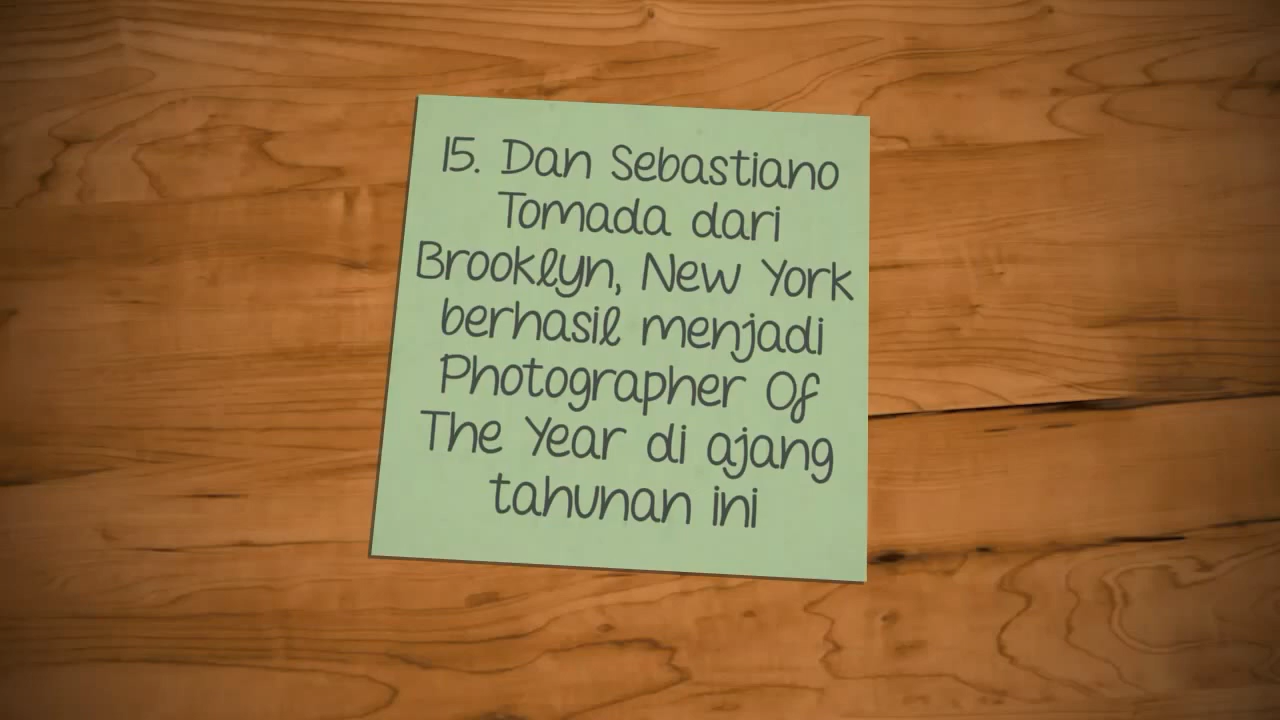 15. Dan Sebastiano
Tomada dari
Brooklyn, New York
berhasil menjadi
Photographer Of
The Year di ajang
tahunan ini